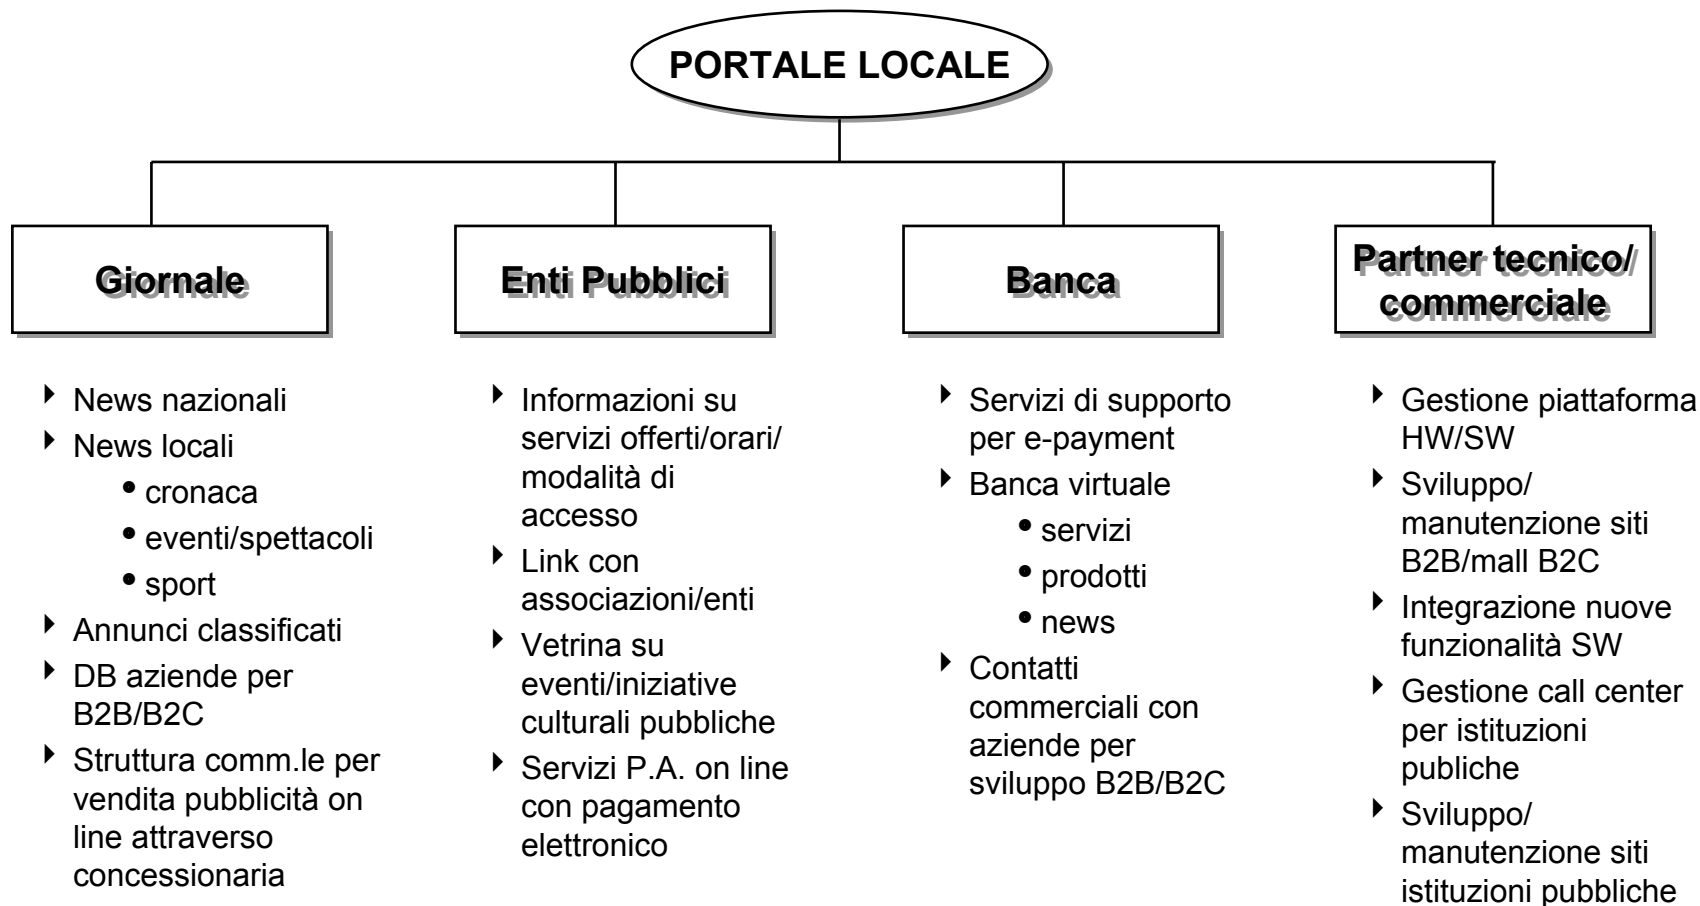 PORTALE LOCALE
Giornale
News nazionali
News locali
cronaca
eventi/spettacoli
sport
Annunci classificati
DB aziende per
B2B/B2C
Struttura comm.le per
vendita pubblicità on
line attraverso
concessionaria
Enti Pubblici
Informazioni su
servizi offerti/orari/
modalità di
accesso
Link con
associazioni/enti
Vetrina su
eventi/iniziative
culturali pubbliche
Servizi P.A. on line
con pagamento
elettronico
Banca
Servizi di supporto
per e-payment
Banca virtuale
servizi
prodotti
news
Contatti
commerciali con
aziende per
sviluppo B2B/B2C
Partner tecnico/
commerciale
Gestione piattaforma
HW/SW
Sviluppo/
manutenzione siti
B2B/mall B2C
Integrazione nuove
funzionalità SW
Gestione call center
per istituzioni
publiche
Sviluppo/
manutenzione siti
istituzioni pubbliche